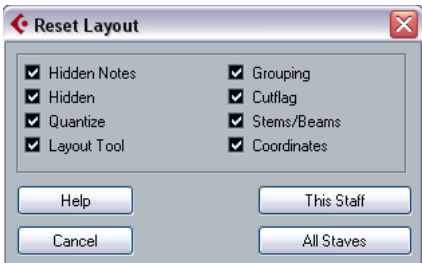 Reset Layout
Hidden Notes
Hidden
Quantize
Layout Tool
Grouping
Cutflag
Stems/Beams
Coordinates
Help
This Staff
Cancel
All Staves